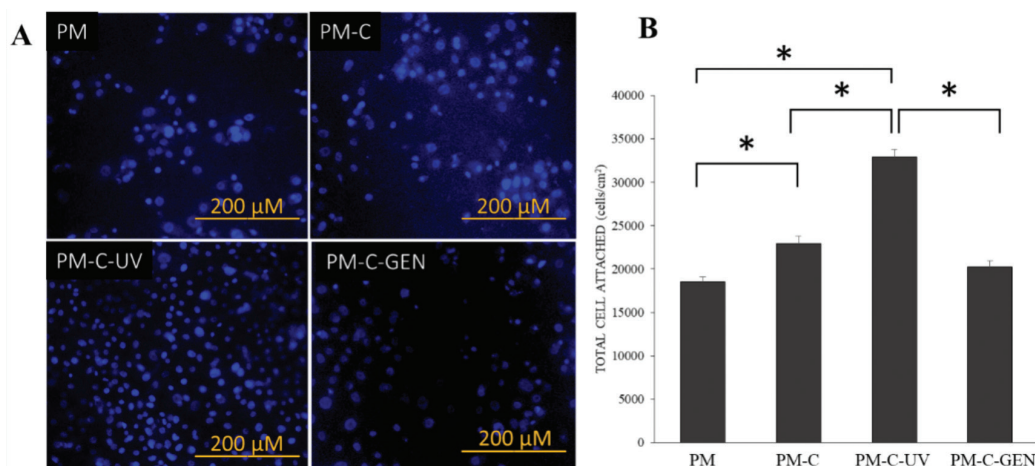 A
PM
200 µM
PM-C
200 µM
PM-C-UV
200 µM
PM-C-GEN
200 µM
B
TOTAL CELL ATTACHED (cells/cm²)
40000
35000
30000
25000
20000
15000
10000
5000
0
*
*
*
*
PM
PM-C
PM-C-UV
PM-C-GEN